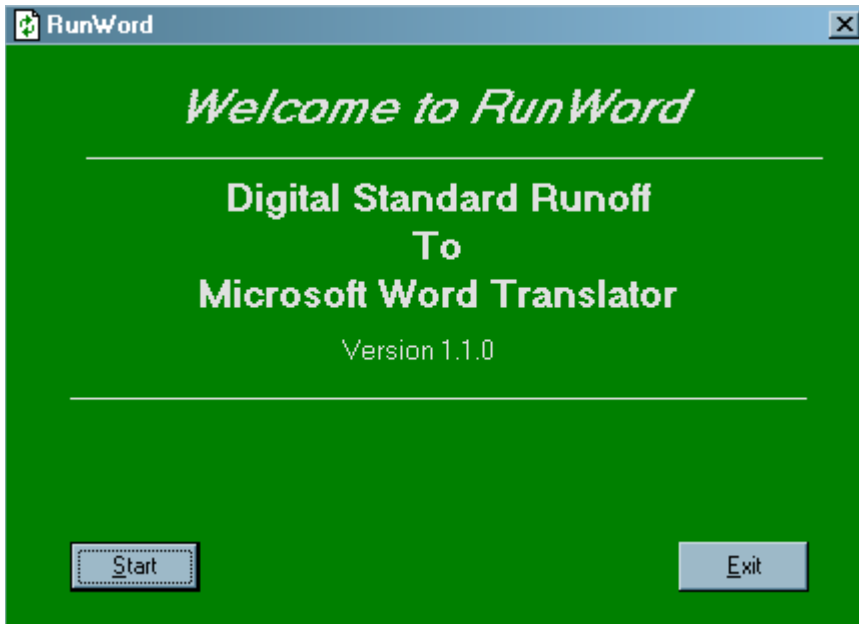 RunWord
Welcome to RunWord
Digital Standard Runoff
To
Microsoft Word Translator
Version 1.1.0
Start
Exit